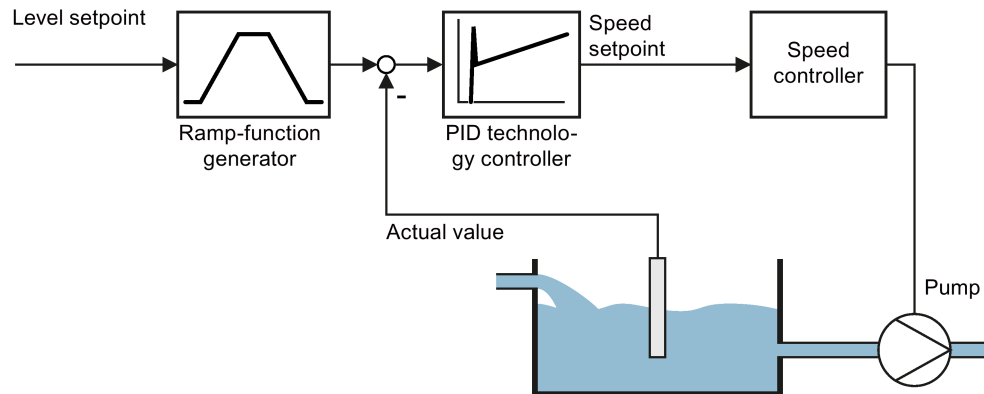 Level setpoint
Ramp-function
generator
-
PID technolo-
gy controller
Speed
setpoint
Speed
controller
Actual value
Pump